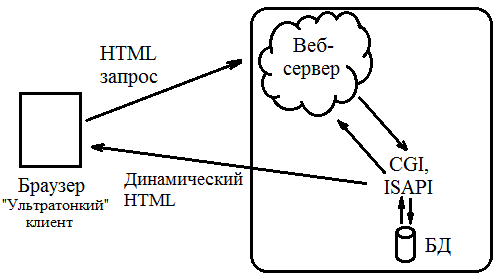 HTML
запрос
Веб-
сервер
Браузер
"Ультратонкий"
клиент
Динамический
HTML
CGI,
ISAPI
БД